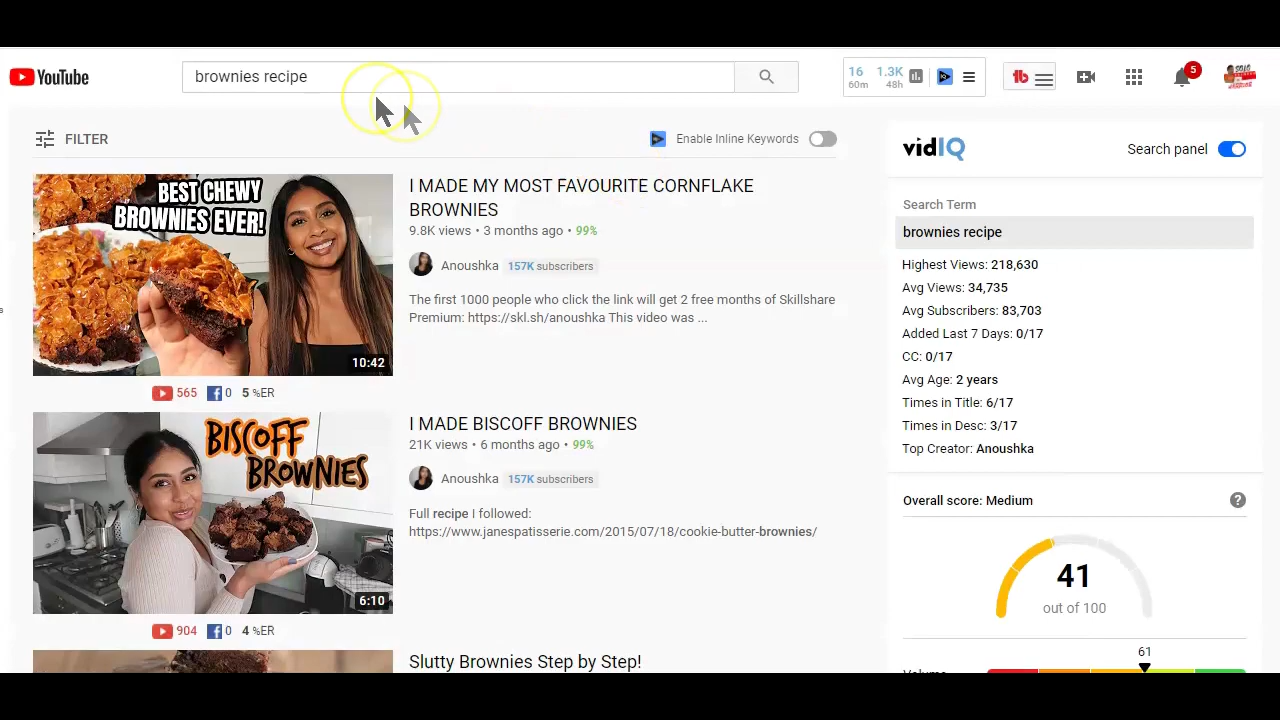 YouTube
brownies recipe
16 1.3K
48h
5
FILTER
Enable Inline Keywords
BEST CHEWY
BROWNIES EVER!
10:42
565 0 5 %ER
I MADE MY MOST FAVOURITE CORNFLAKE
BROWNIES
9.8K views • 3 months ago • 99%
Anoushka 157K subscribers
The first 1000 people who click the link will get 2 free months of Skillshare
Premium: https://skl.sh/anoushka This video was ...
BISCOFF
BROWNIES
6:10
904 0 4 %ER
I MADE BISCOFF BROWNIES
21K views • 6 months ago • 99%
Anoushka 157K subscribers
Full recipe I followed:
https://www.janespatisserie.com/2015/07/18/cookie-butter-brownies/
Slutty Brownies Step by Step!
vidIQ
Search panel
Search Term
brownies recipe
Highest Views: 218,630
Avg Views: 34,735
Avg Subscribers: 83,703
Added Last 7 Days: 0/17
CC: 0/17
Avg Age: 2 years
Times in Title: 6/17
Times in Desc: 3/17
Top Creator: Anoushka
Overall score: Medium ?
41
out of 100
61
Volume